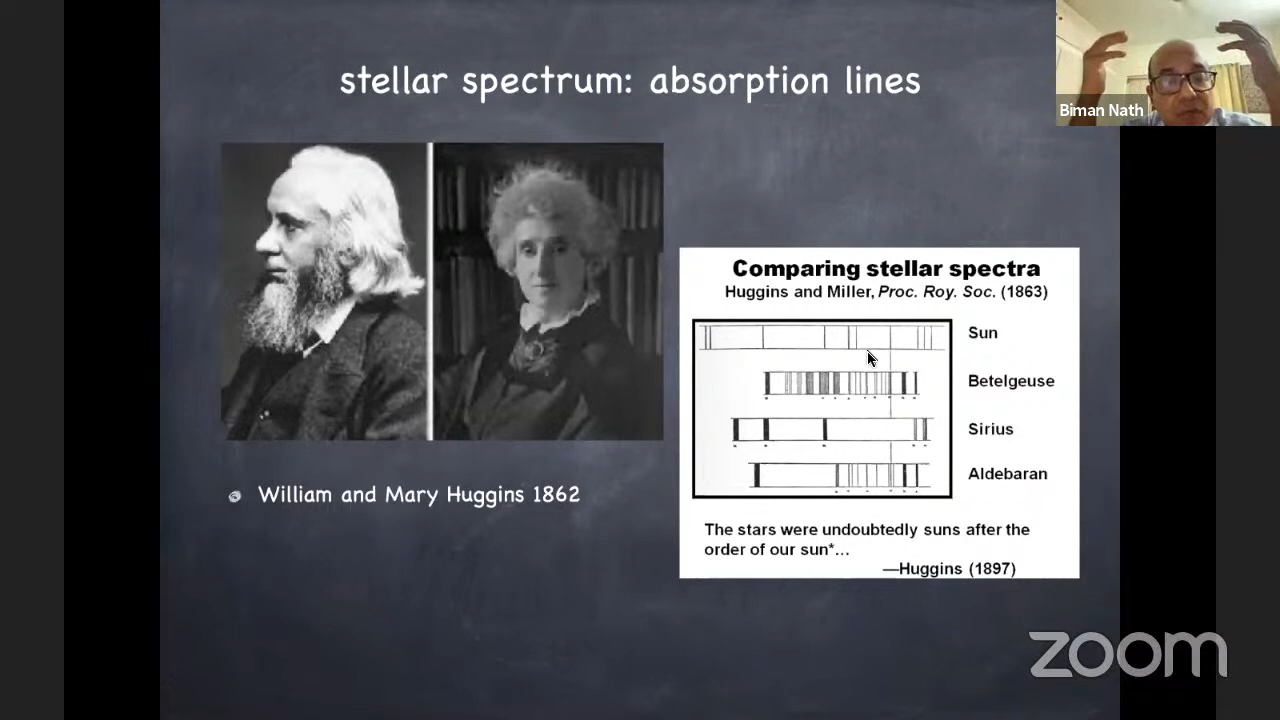 stellar spectrum: absorption lines
Biman Nath
William and Mary Huggins 1862
Comparing stellar spectra
Huggins and Miller, Proc. Roy. Soc. (1863)
Sun
Betelgeuse
Sirius
Aldebaran
The stars were undoubtedly suns after the
order of our sun*...
—Huggins (1897)
zoom